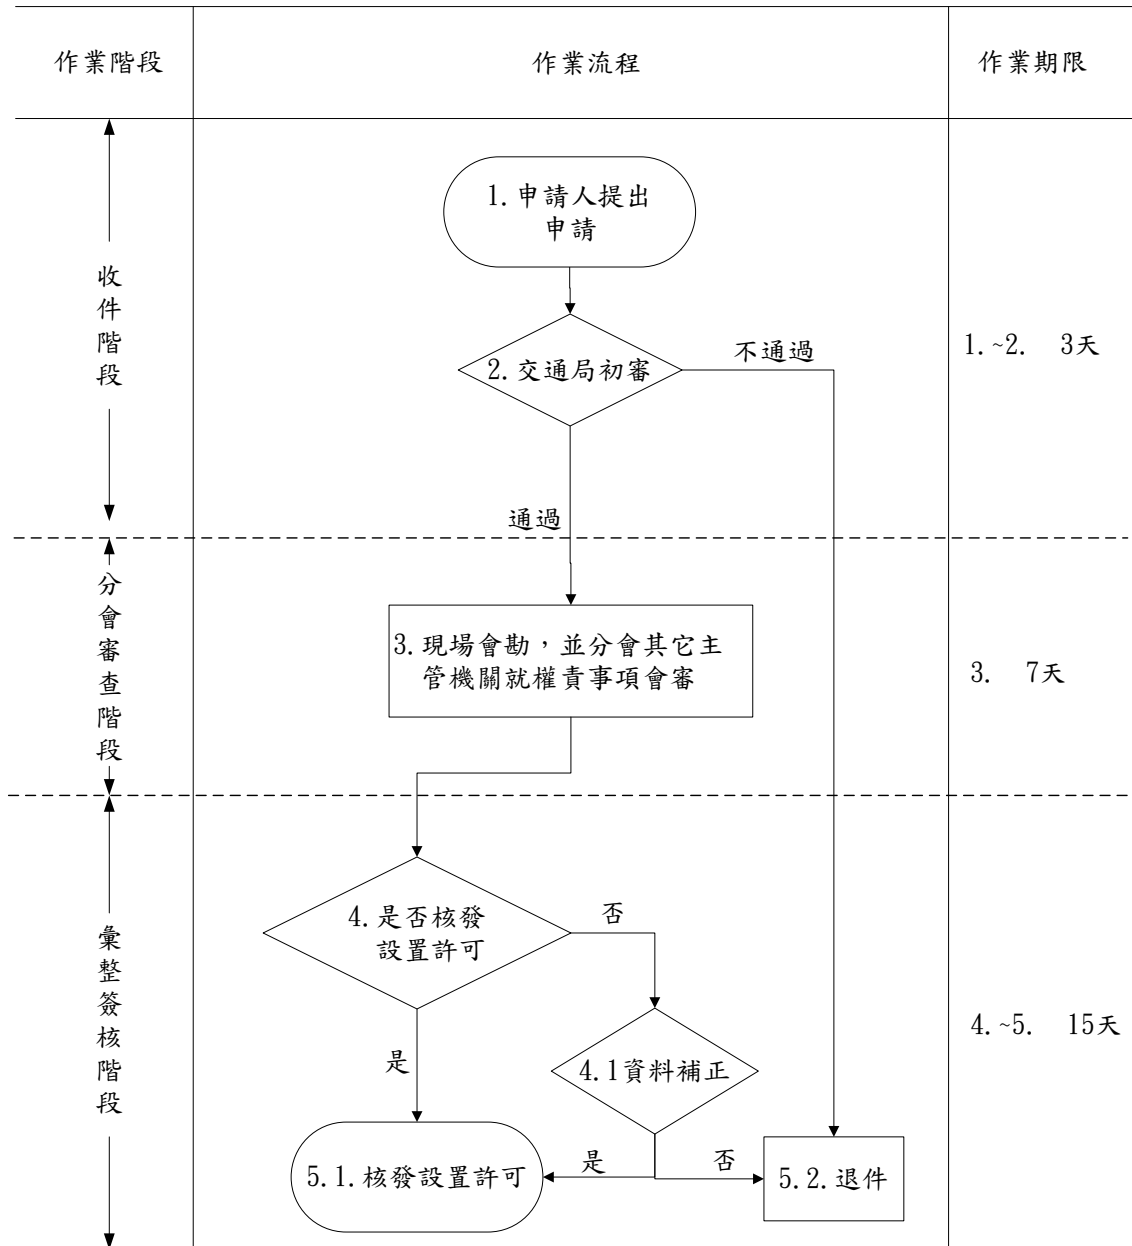 作業階段
作業流程
作業期限
收件階段
1.申請人提出
申請
2.交通局初審
不通過
通過
1.~2. 3天
分會審查階段
3.現場會勘，並分會其它主
管機關就權責事項會審
3. 7天
彙整簽核階段
4.是否核發
設置許可
否
是
4.1資料補正
4.~5. 15天
5.1.核發設置許可
是
否
5.2.退件